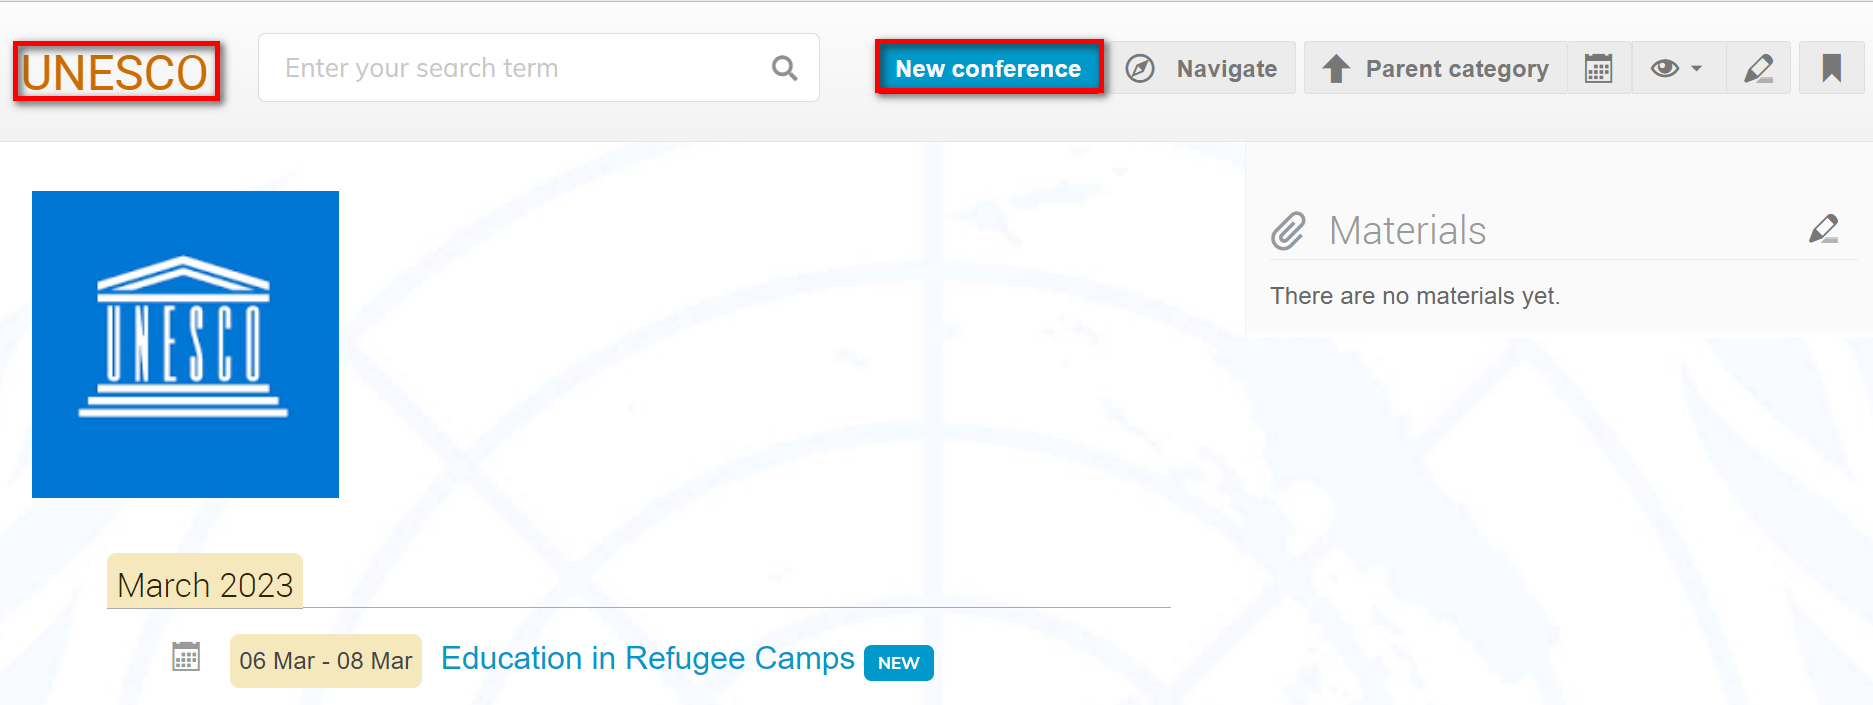 UNESCO
Enter your search term
New conference
Navigate
Parent category
Materials
There are no materials yet.
UNESCO
March 2023
06 Mar - 08 Mar Education in Refugee Camps NEW